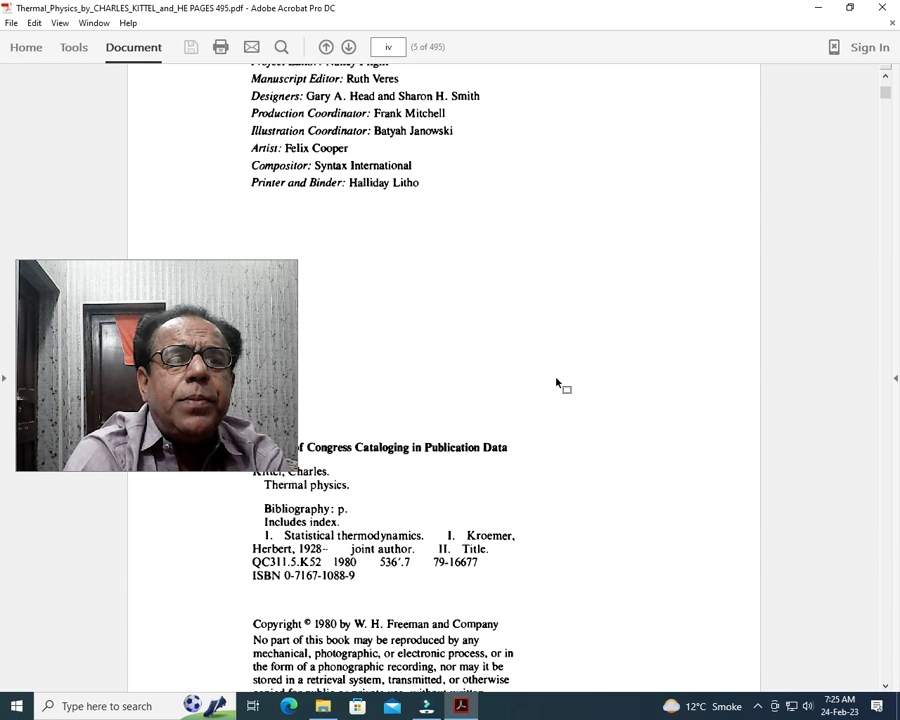 Thermal_Physics_by_CHARLES_KITTEL_and_HE PAGES 495.pdf - Adobe Acrobat Pro DC
File Edit View Window Help
Home Tools Document iv (5 of 495) Sign In
Manuscript Editor: Ruth Veres
Designers: Gary A. Head and Sharon H. Smith
Production Coordinator: Frank Mitchell
Illustration Coordinator: Batyah Janowski
Artist: Felix Cooper
Compositor: Syntax International
Printer and Binder: Halliday Litho
of Congress Cataloging in Publication Data
Kittel, Charles.
Thermal physics.
Bibliography: p.
Includes index.
1. Statistical thermodynamics. I. Kroemer,
Herbert, 1928– joint author. II. Title.
QC311.5.K52 1980 536'.7 79-16677
ISBN 0-7167-1088-9
Copyright © 1980 by W. H. Freeman and Company
No part of this book may be reproduced by any
mechanical, photographic, or electronic process, or in
the form of a phonographic recording, nor may it be
stored in a retrieval system, transmitted, or otherwise
Type here to search
12°C Smoke
7:25 AM
24-Feb-23